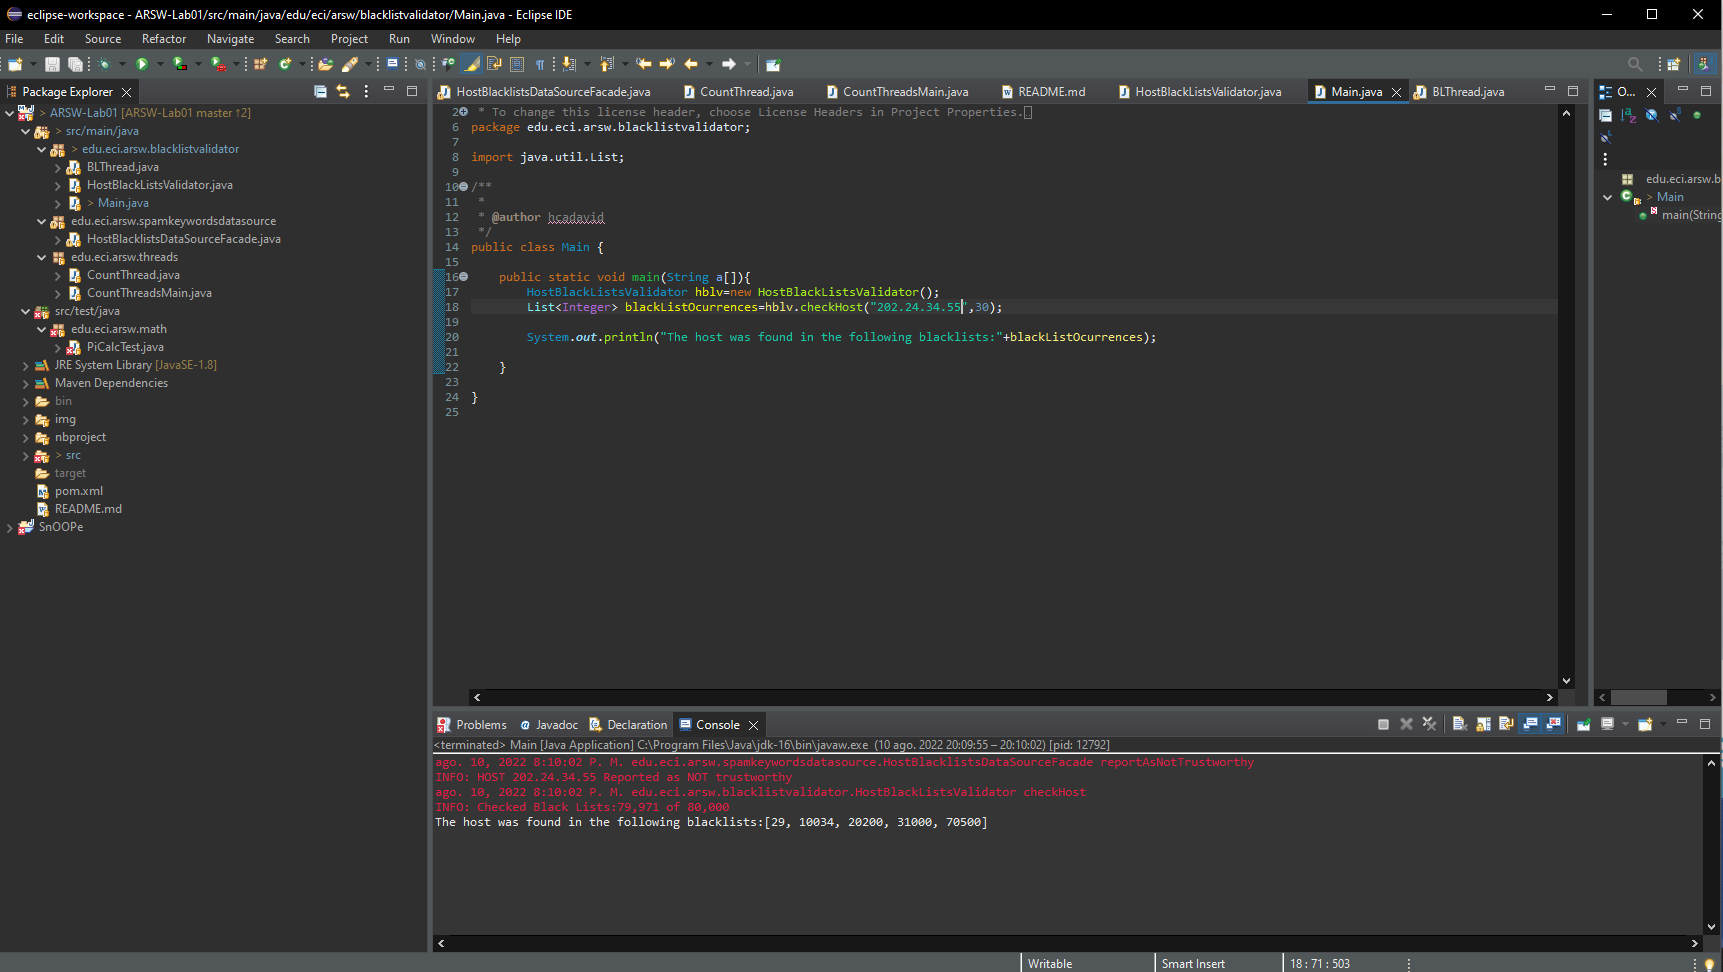 eclipse-workspace - ARSW-Lab01/src/main/java/edu/eci/arsw/blacklistvalidator/Main.java - Eclipse IDE
File Edit Source Refactor Navigate Search Project Run Window Help
Package Explorer
> ARSW-Lab01 [ARSW-Lab01 master ↑2]
> src/main/java
> edu.eci.arsw.blacklistvalidator
BLThread.java
HostBlackListsValidator.java
> Main.java
edu.eci.arsw.spamkeywordsdatasource
HostBlacklistsDataSourceFacade.java
edu.eci.arsw.threads
CountThread.java
CountThreadsMain.java
src/test/java
edu.eci.arsw.math
PiCalcTest.java
JRE System Library [JavaSE-1.8]
Maven Dependencies
bin
img
nbproject
> src
target
pom.xml
README.md
SnOOPe
HostBlacklistsDataSourceFacade.java CountThread.java CountThreadsMain.java README.md HostBlackListsValidator.java Main.java BLThread.java
2 * To change this license header, choose License Headers in Project Properties.
6 package edu.eci.arsw.blacklistvalidator;
7
8 import java.util.List;
9
10 /**
11 *
12 * @author hcadavid
13 */
14 public class Main {
15
16 public static void main(String a[]){
17 HostBlackListsValidator hblv=new HostBlackListsValidator();
18 List<Integer> blackListOcurrences=hblv.checkHost("202.24.34.55",30);
19
20 System.out.println("The host was found in the following blacklists:"+blackListOcurrences);
21
22 }
23
24 }
25
O...
edu.eci.arsw.b
> Main
main(String
Problems Javadoc Declaration Console
<terminated> Main [Java Application] C:\Program Files\Java\jdk-16\bin\javaw.exe (10 ago. 2022 20:09:55 – 20:10:02) [pid: 12792]
ago. 10, 2022 8:10:02 P. M. edu.eci.arsw.spamkeywordsdatasource.HostBlacklistsDataSourceFacade reportAsNotTrustworthy
INFO: HOST 202.24.34.55 Reported as NOT trustworthy
ago. 10, 2022 8:10:02 P. M. edu.eci.arsw.blacklistvalidator.HostBlackListsValidator checkHost
INFO: Checked Black Lists:79,971 of 80,000
The host was found in the following blacklists:[29, 10034, 20200, 31000, 70500]
Writable Smart Insert 18 : 71 : 503